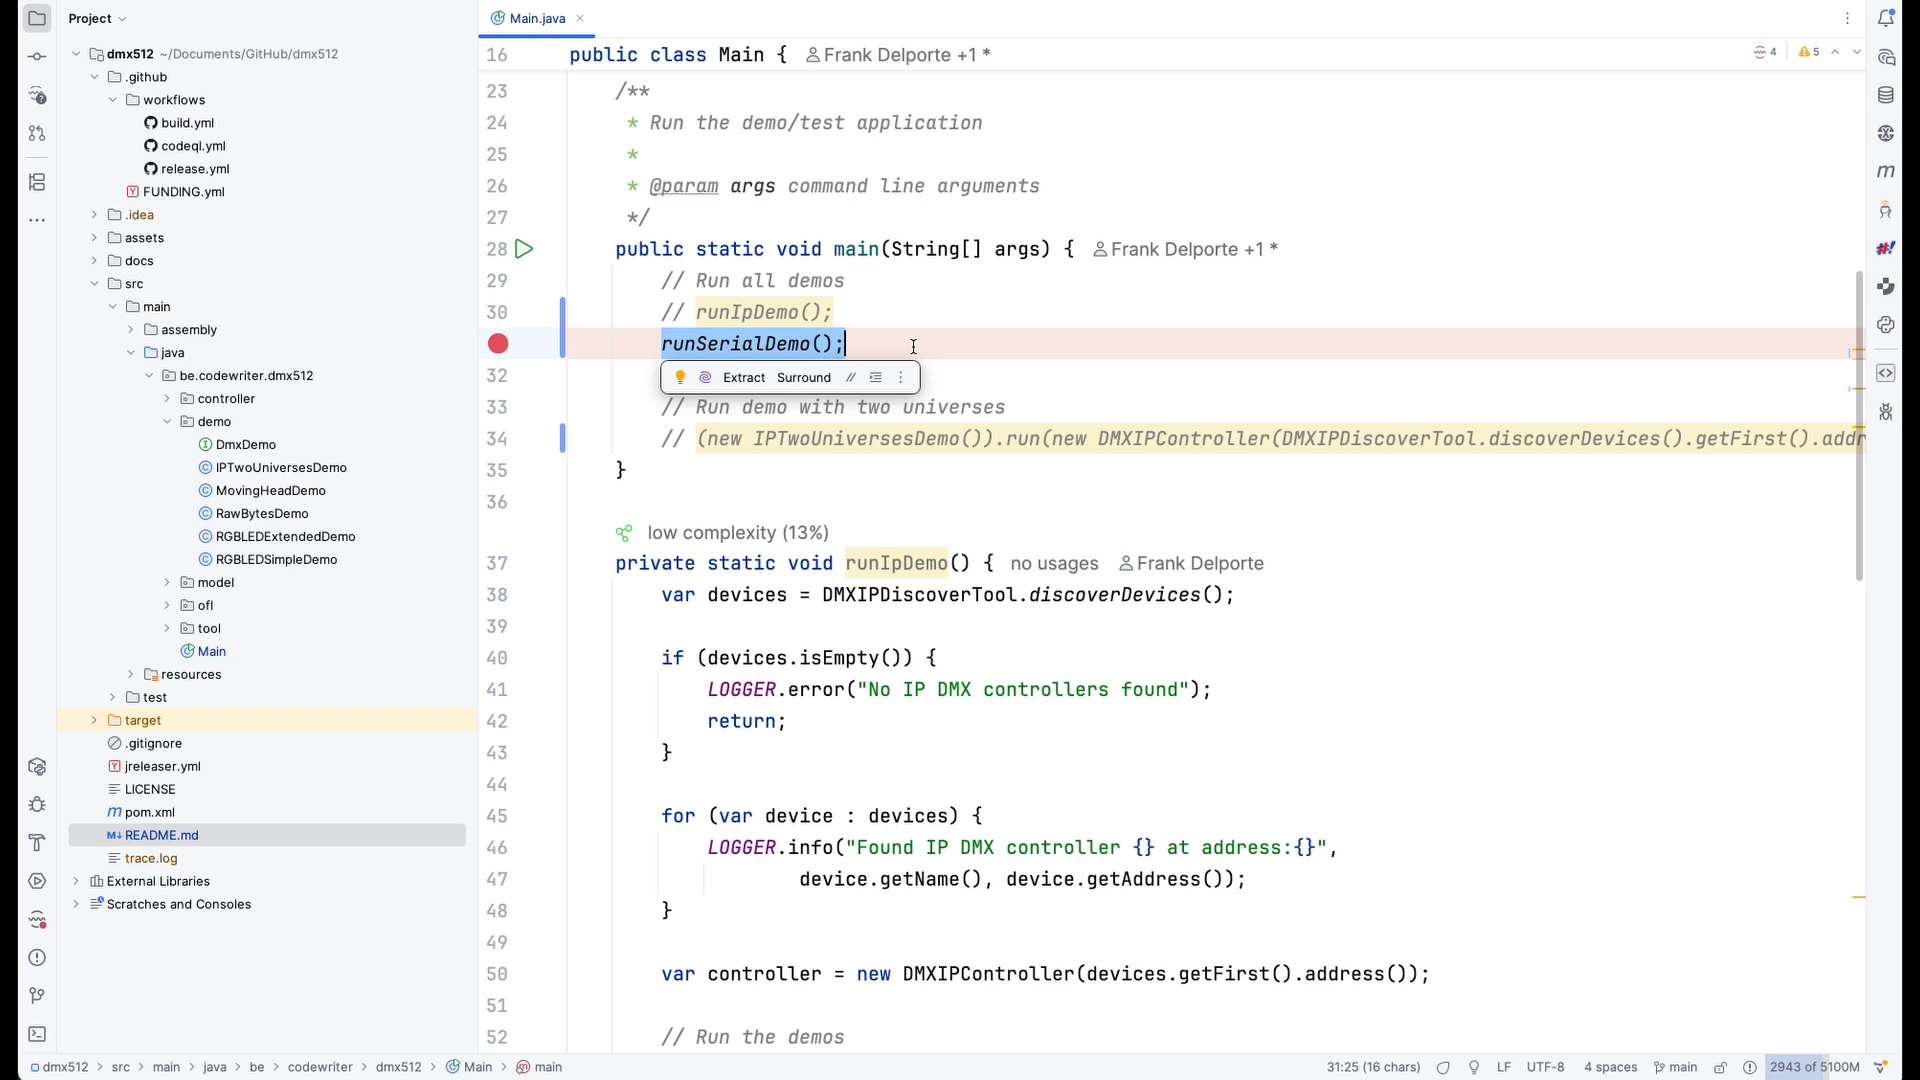 Project
Main.java
dmx512 ~/Documents/GitHub/dmx512
.github
workflows
build.yml
codeql.yml
release.yml
FUNDING.yml
.idea
assets
docs
src
main
assembly
java
be.codewriter.dmx512
controller
demo
DmxDemo
IPTwoUniversesDemo
MovingHeadDemo
RawBytesDemo
RGBLEDExtendedDemo
RGBLEDSimpleDemo
model
ofl
tool
Main
resources
test
target
.gitignore
jreleaser.yml
LICENSE
pom.xml
README.md
trace.log
External Libraries
Scratches and Consoles
16 public class Main { Frank Delporte +1 * 4 5
23 /**
24 * Run the demo/test application
25 *
26 * @param args command line arguments
27 */
28 public static void main(String[] args) { Frank Delporte +1 *
29 // Run all demos
30 // runIpDemo();
runSerialDemo();
32 Extract Surround //
33 // Run demo with two universes
34 // (new IPTwoUniversesDemo()).run(new DMXIPController(DMXIPDiscoverTool.discoverDevices().getFirst().addr
35 }
36
low complexity (13%)
37 private static void runIpDemo() { no usages Frank Delporte
38 var devices = DMXIPDiscoverTool.discoverDevices();
39
40 if (devices.isEmpty()) {
41 LOGGER.error("No IP DMX controllers found");
42 return;
43 }
44
45 for (var device : devices) {
46 LOGGER.info("Found IP DMX controller {} at address:{}",
47 device.getName(), device.getAddress());
48 }
49
50 var controller = new DMXIPController(devices.getFirst().address());
51
52 // Run the demos
dmx512 > src > main > java > be > codewriter > dmx512 > Main > main 31:25 (16 chars) LF UTF-8 4 spaces main 2943 of 5100M